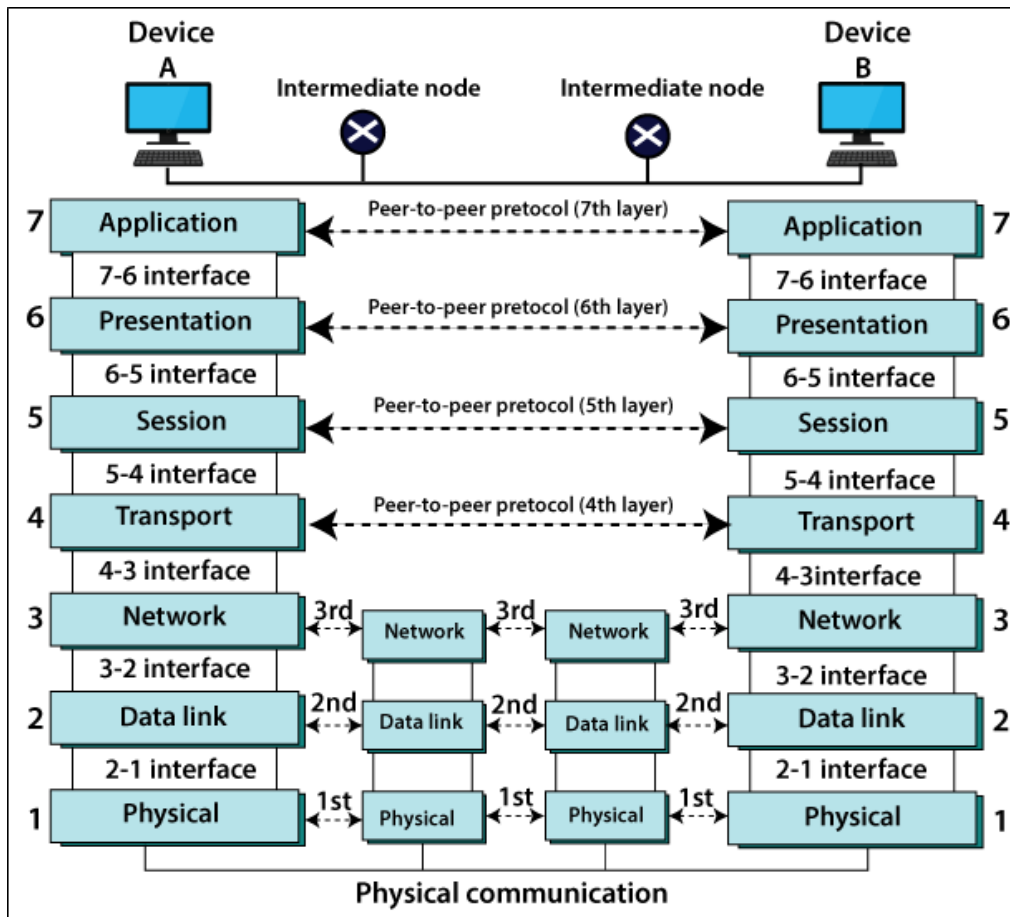 Device
A
Device
B
Intermediate node
Intermediate node
7
Application
Peer-to-peer pretocol (7th layer)
Application
7
7-6 interface
7-6 interface
6
Presentation
Peer-to-peer pretocol (6th layer)
Presentation
6
6-5 interface
6-5 interface
5
Session
Peer-to-peer pretocol (5th layer)
Session
5
5-4 interface
5-4 interface
4
Transport
Peer-to-peer pretocol (4th layer)
Transport
4
4-3 interface
4-3interface
3
Network
3rd
Network
3rd
Network
3rd
Network
3
3-2 interface
3-2 interface
2
Data link
2nd
Data link
2nd
Data link
2nd
Data link
2
2-1 interface
2-1 interface
1
Physical
1st
Physical
1st
Physical
1st
Physical
1
Physical communication